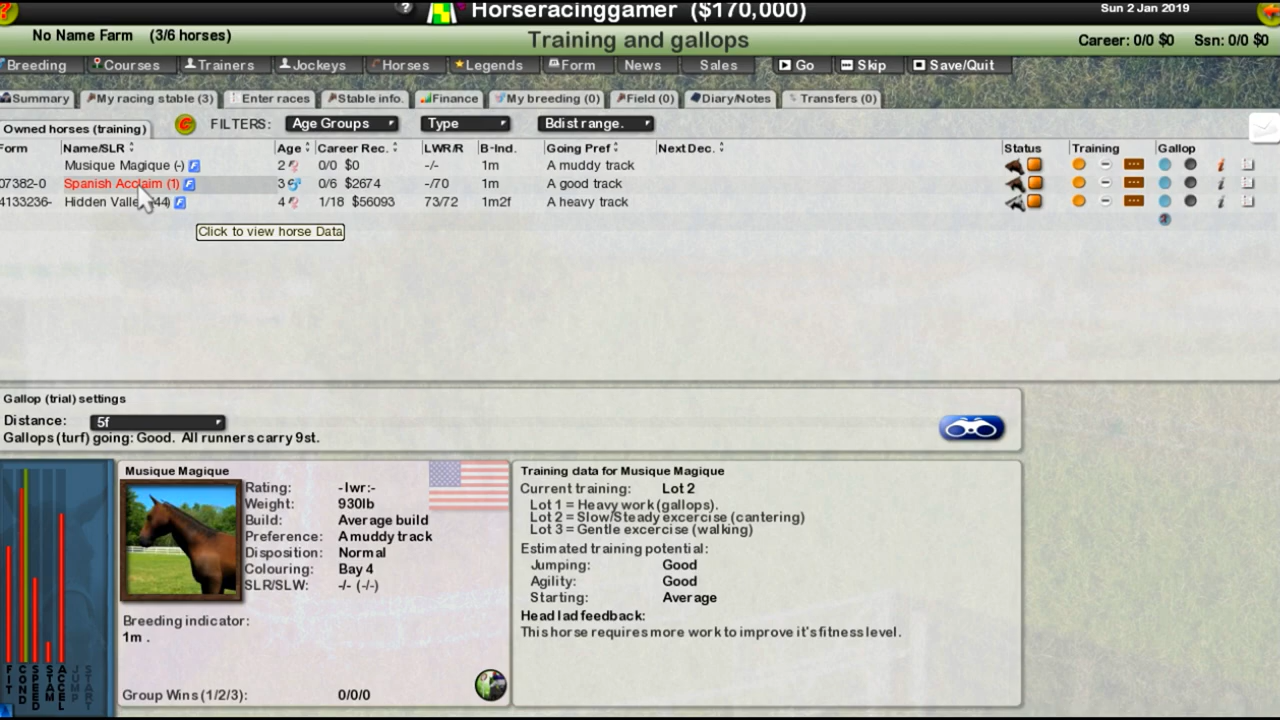 ? Horseracinggamer ($170,000) Sun 2 Jan 2019
No Name Farm (3/6 horses) Training and gallops Career: 0/0 $0 Ssn: 0/0 $0
Breeding Courses Trainers Jockeys Horses Legends Form News Sales Go Skip Save/Quit
Summary My racing stable (3) Enter races Stable info. Finance My breeding (0) Field (0) Diary/Notes Transfers (0)
Owned horses (training) FILTERS: Age Groups Type Bdist range.
Form Name/SLR Age Career Rec. LWR/R B-Ind. Going Pref Next Dec. Status Training Gallop
Musique Magique (-) F 2 0/0 $0 -/- 1m A muddy track
07382-0 Spanish Acclaim (1) F 3 0/6 $2674 -/70 1m A good track
4133236- Hidden Valle 44) F 4 1/18 $56093 73/72 1m2f A heavy track
Click to view horse Data
Gallop (trial) settings
Distance: 5f
Gallops (turf) going: Good. All runners carry 9st.
Musique Magique
Rating: -lwr:-
Weight: 930lb
Build: Average build
Preference: A muddy track
Disposition: Normal
Colouring: Bay 4
SLR/SLW: -/- (-/-)
Breeding indicator:
1m .
Group Wins (1/2/3): 0/0/0
Training data for Musique Magique
Current training: Lot 2
Lot 1 = Heavy work (gallops).
Lot 2 = Slow/Steady excercise (cantering)
Lot 3 = Gentle excercise (walking)
Estimated training potential:
Jumping: Good
Agility: Good
Starting: Average
Head lad feedback:
This horse requires more work to improve it's fitness level.
FIT COND SPEED STAM ACCEL JUMP START